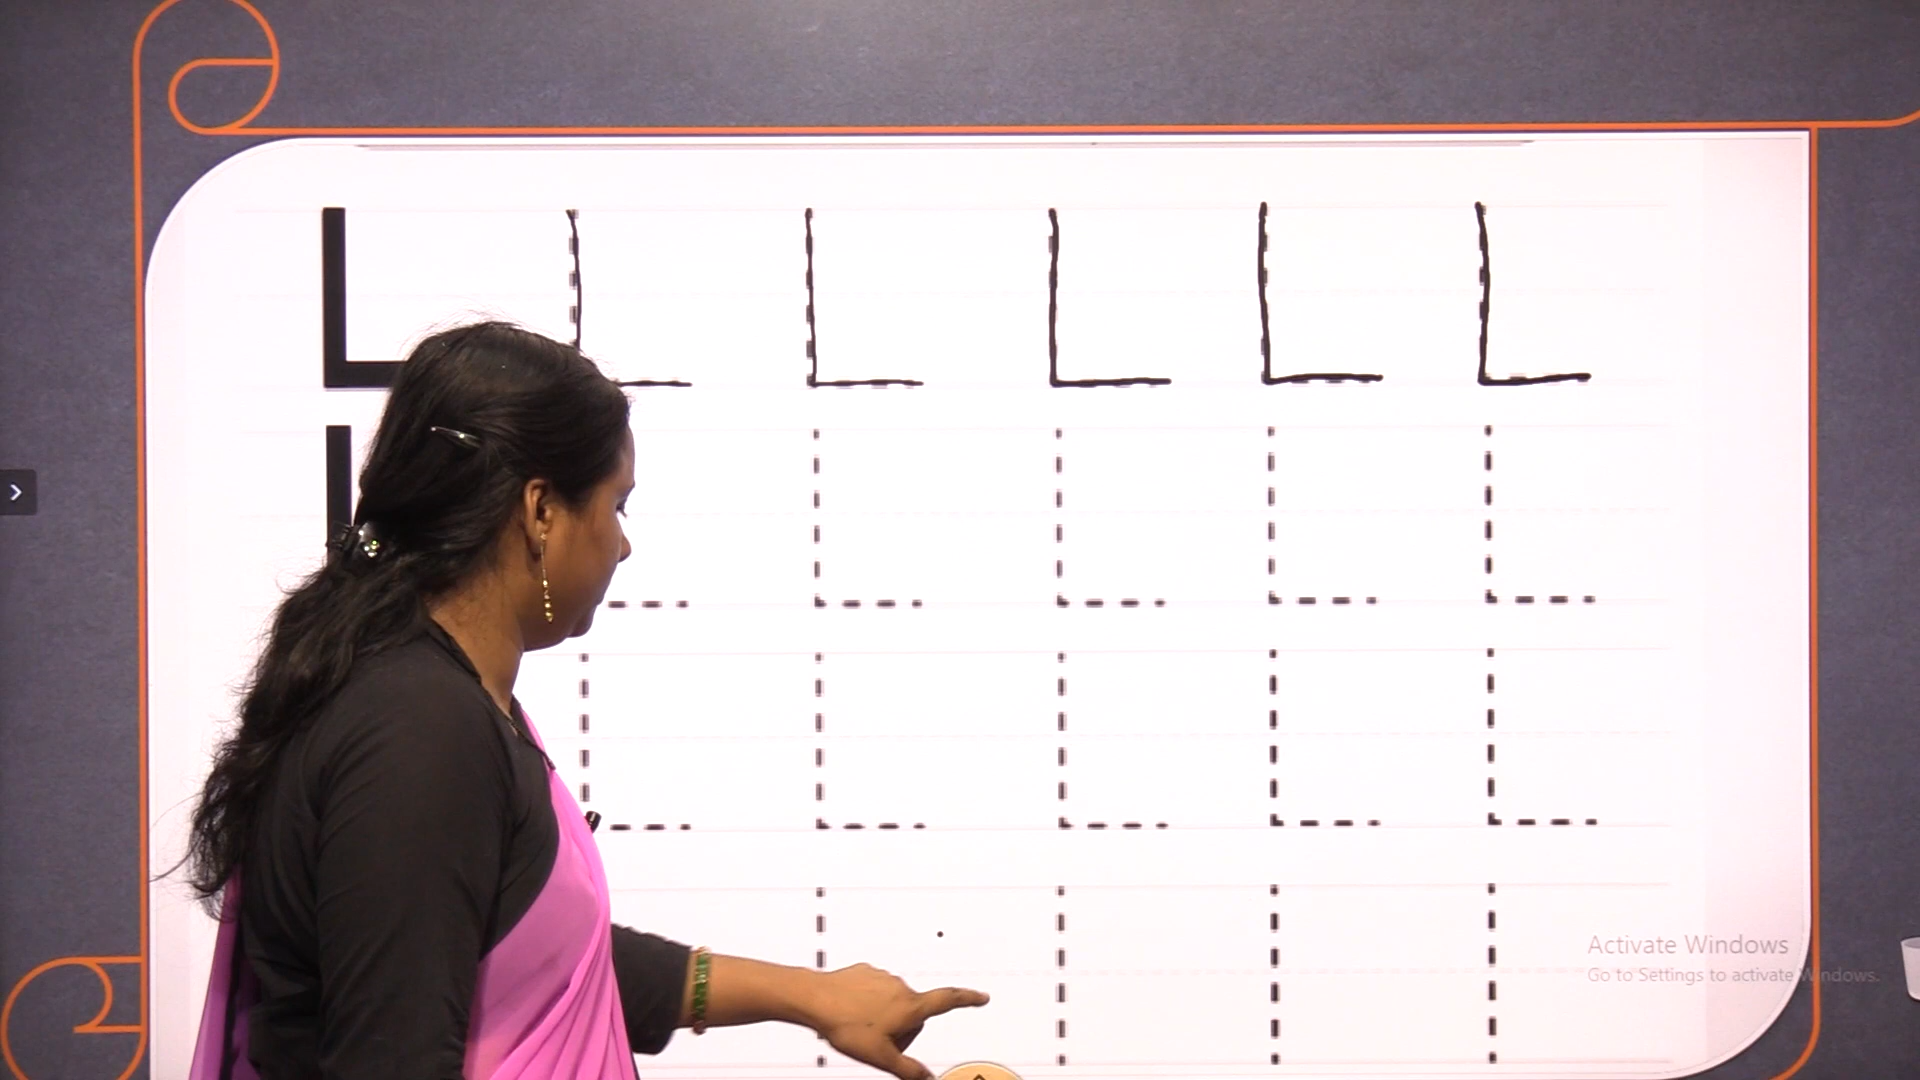 L L L L L L
L L L L L
L L L L L
Activate Windows
Go to Settings to activate Windows.